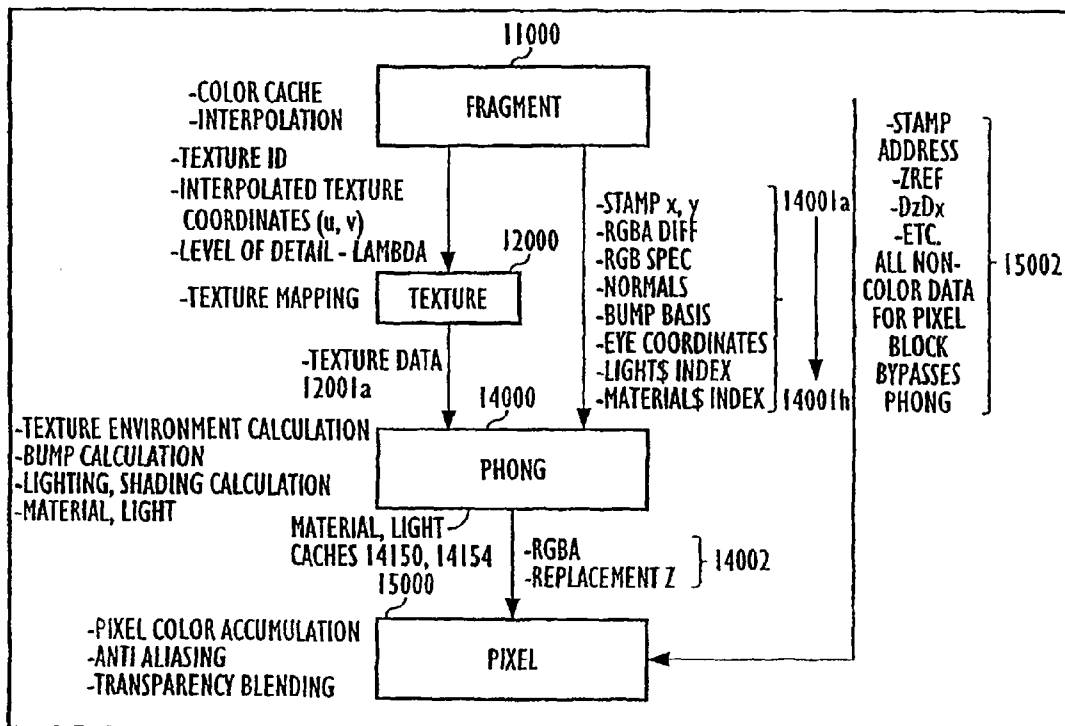 11000
FRAGMENT
-COLOR CACHE
-INTERPOLATION
-TEXTURE ID
-INTERPOLATED TEXTURE
COORDINATES (u, v)
-LEVEL OF DETAIL - LAMBDA
12000
-TEXTURE MAPPING
TEXTURE
-TEXTURE DATA
12001a
-STAMP x, y
-RGBA DIFF
-RGB SPEC
-NORMALS
-BUMP BASIS
-EYE COORDINATES
-LIGHT$ INDEX
-MATERIAL$ INDEX
14001a
14001h
-STAMP
ADDRESS
-ZREF
-DzDx
-ETC.
ALL NON-
COLOR DATA
FOR PIXEL
BLOCK
BYPASSES
PHONG
15002
14000
-TEXTURE ENVIRONMENT CALCULATION
-BUMP CALCULATION
-LIGHTING, SHADING CALCULATION
-MATERIAL, LIGHT
PHONG
MATERIAL, LIGHT
CACHES 14150, 14154
-RGBA
-REPLACEMENT Z
14002
15000
-PIXEL COLOR ACCUMULATION
-ANTI ALIASING
-TRANSPARENCY BLENDING
PIXEL